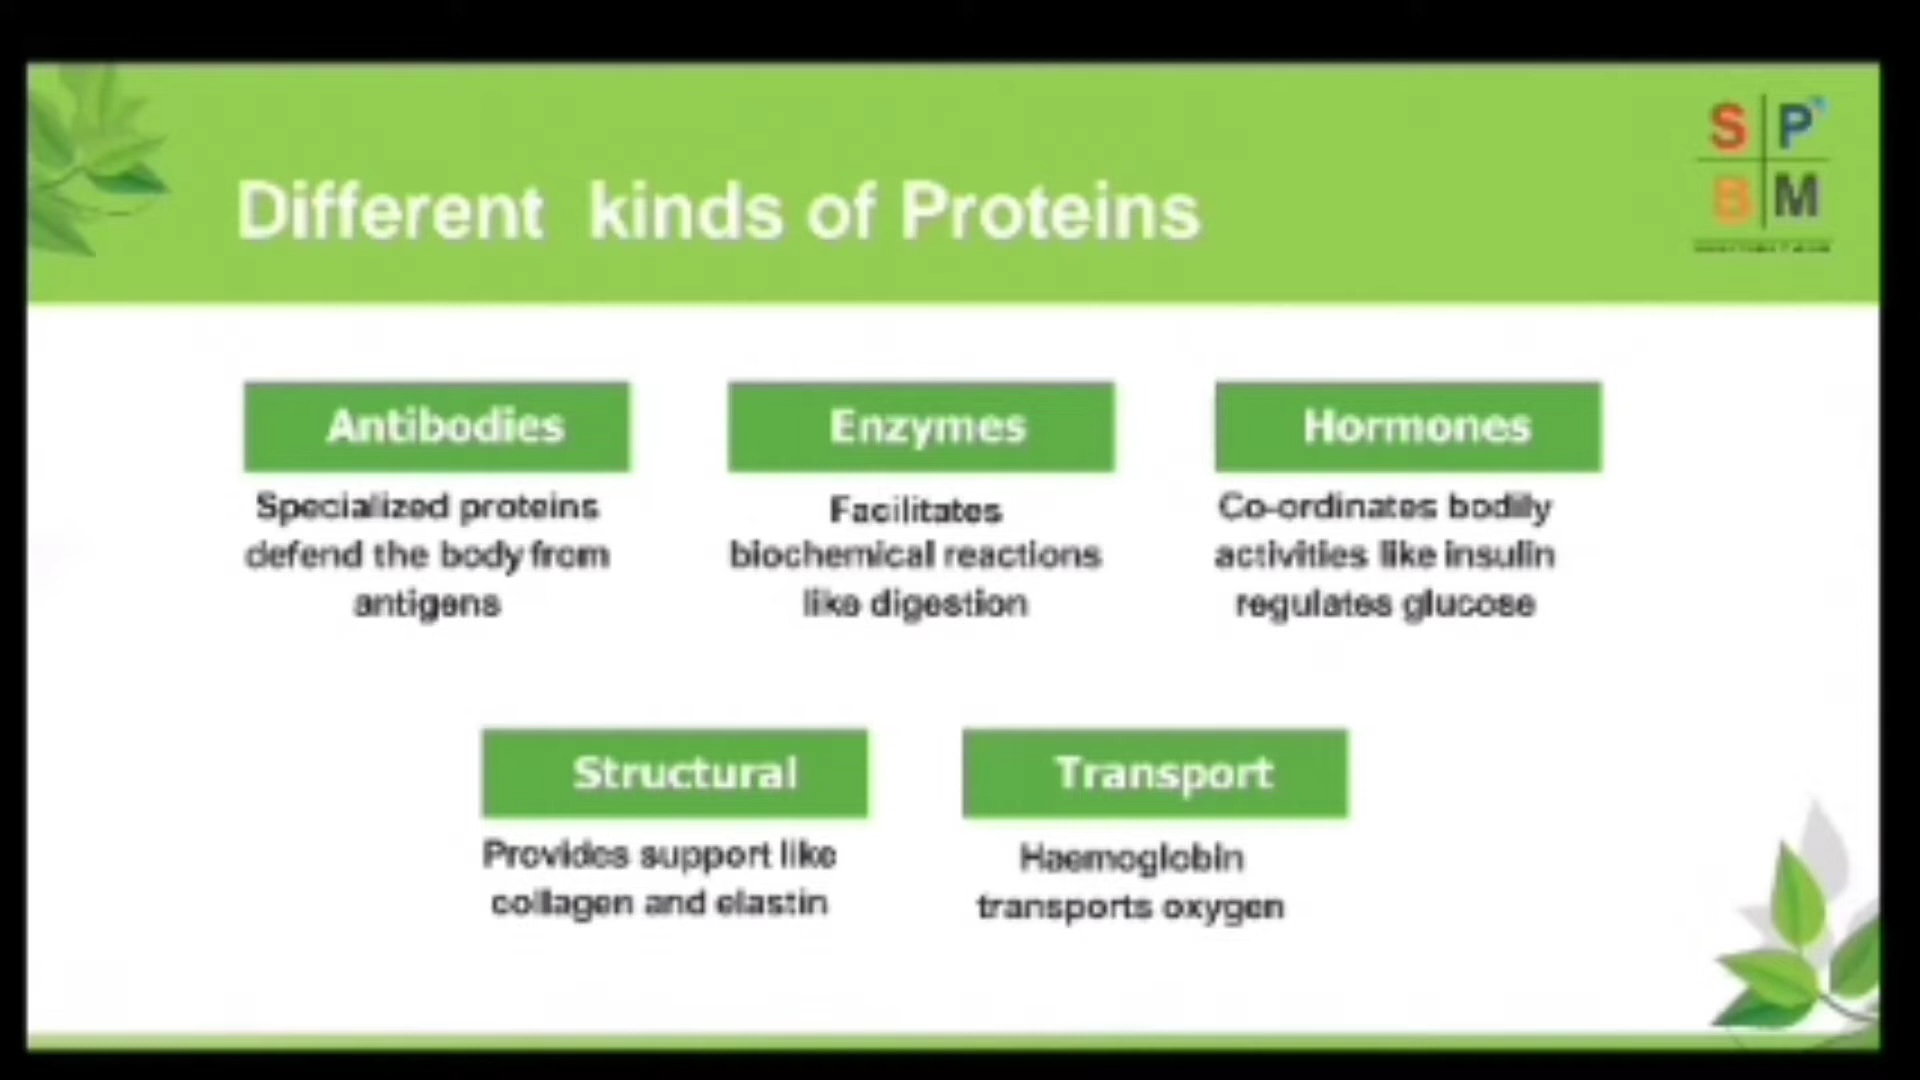 Different kinds of Proteins
S P
B M
Antibodies
Specialized proteins
defend the body from
antigens
Enzymes
Facilitates
biochemical reactions
like digestion
Hormones
Co-ordinates bodily
activities like insulin
regulates glucose
Structural
Provides support like
collagen and elastin
Transport
Haemoglobin
transports oxygen